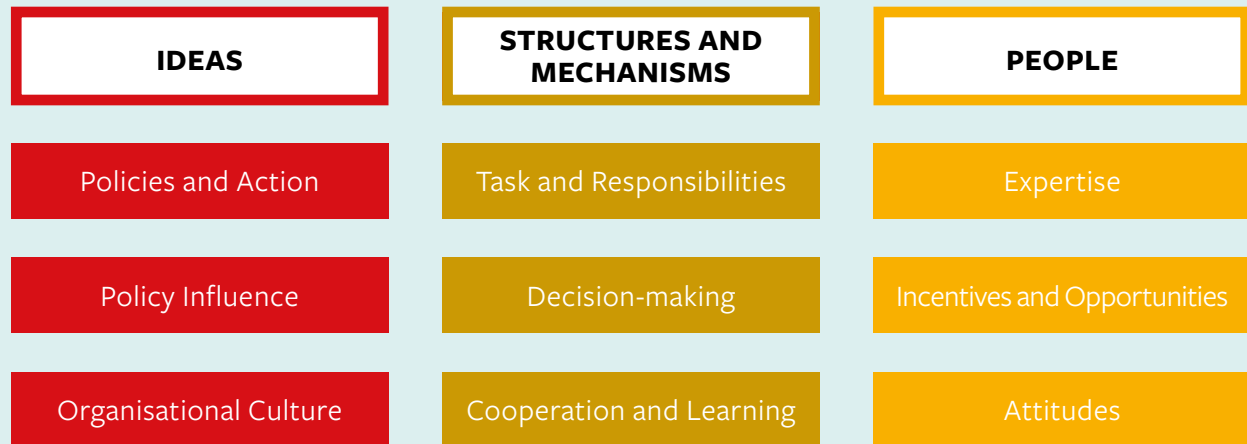 IDEAS
STRUCTURES AND
MECHANISMS
PEOPLE
Policies and Action
Task and Responsibilities
Expertise
Policy Influence
Decision-making
Incentives and Opportunities
Organisational Culture
Cooperation and Learning
Attitudes